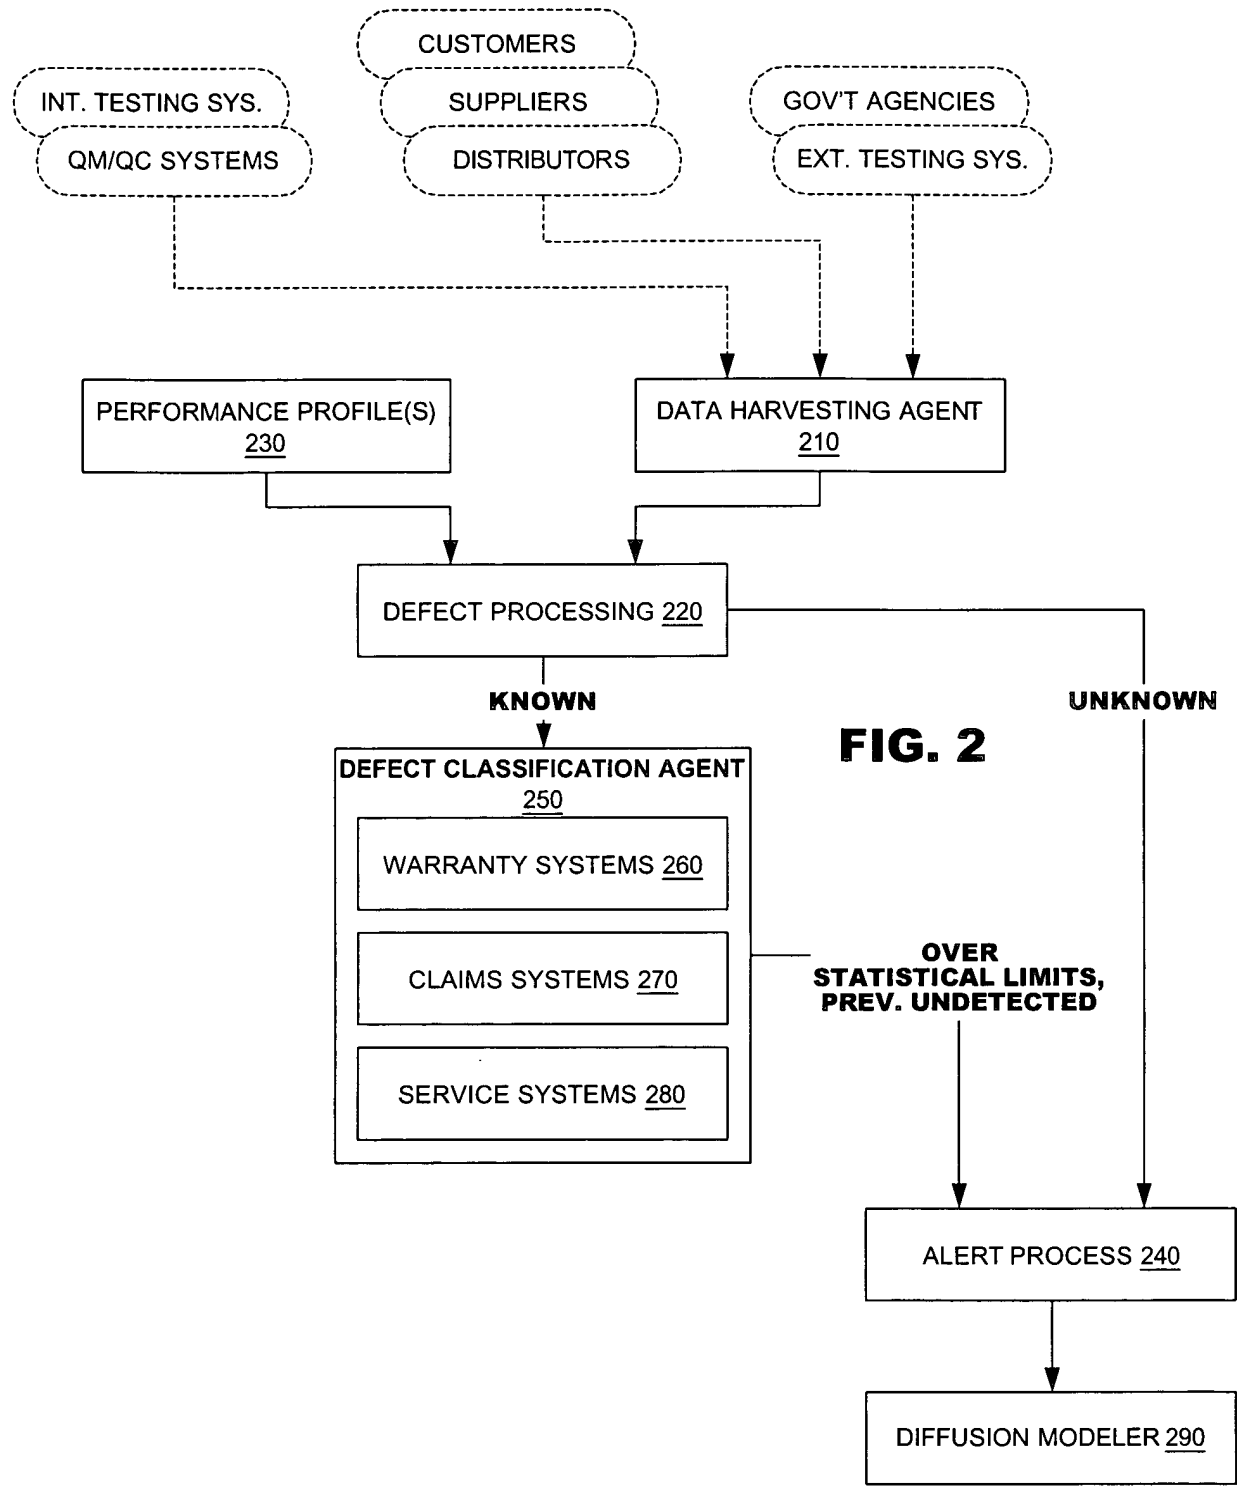 CUSTOMERS
INT. TESTING SYS.
SUPPLIERS
GOV'T AGENCIES
QM/QC SYSTEMS
DISTRIBUTORS
EXT. TESTING SYS.
PERFORMANCE PROFILE(S)
230
DATA HARVESTING AGENT
210
DEFECT PROCESSING 220
KNOWN
UNKNOWN
FIG. 2
DEFECT CLASSIFICATION AGENT
250
WARRANTY SYSTEMS 260
CLAIMS SYSTEMS 270
SERVICE SYSTEMS 280
OVER
STATISTICAL LIMITS,
PREV. UNDETECTED
ALERT PROCESS 240
DIFFUSION MODELER 290